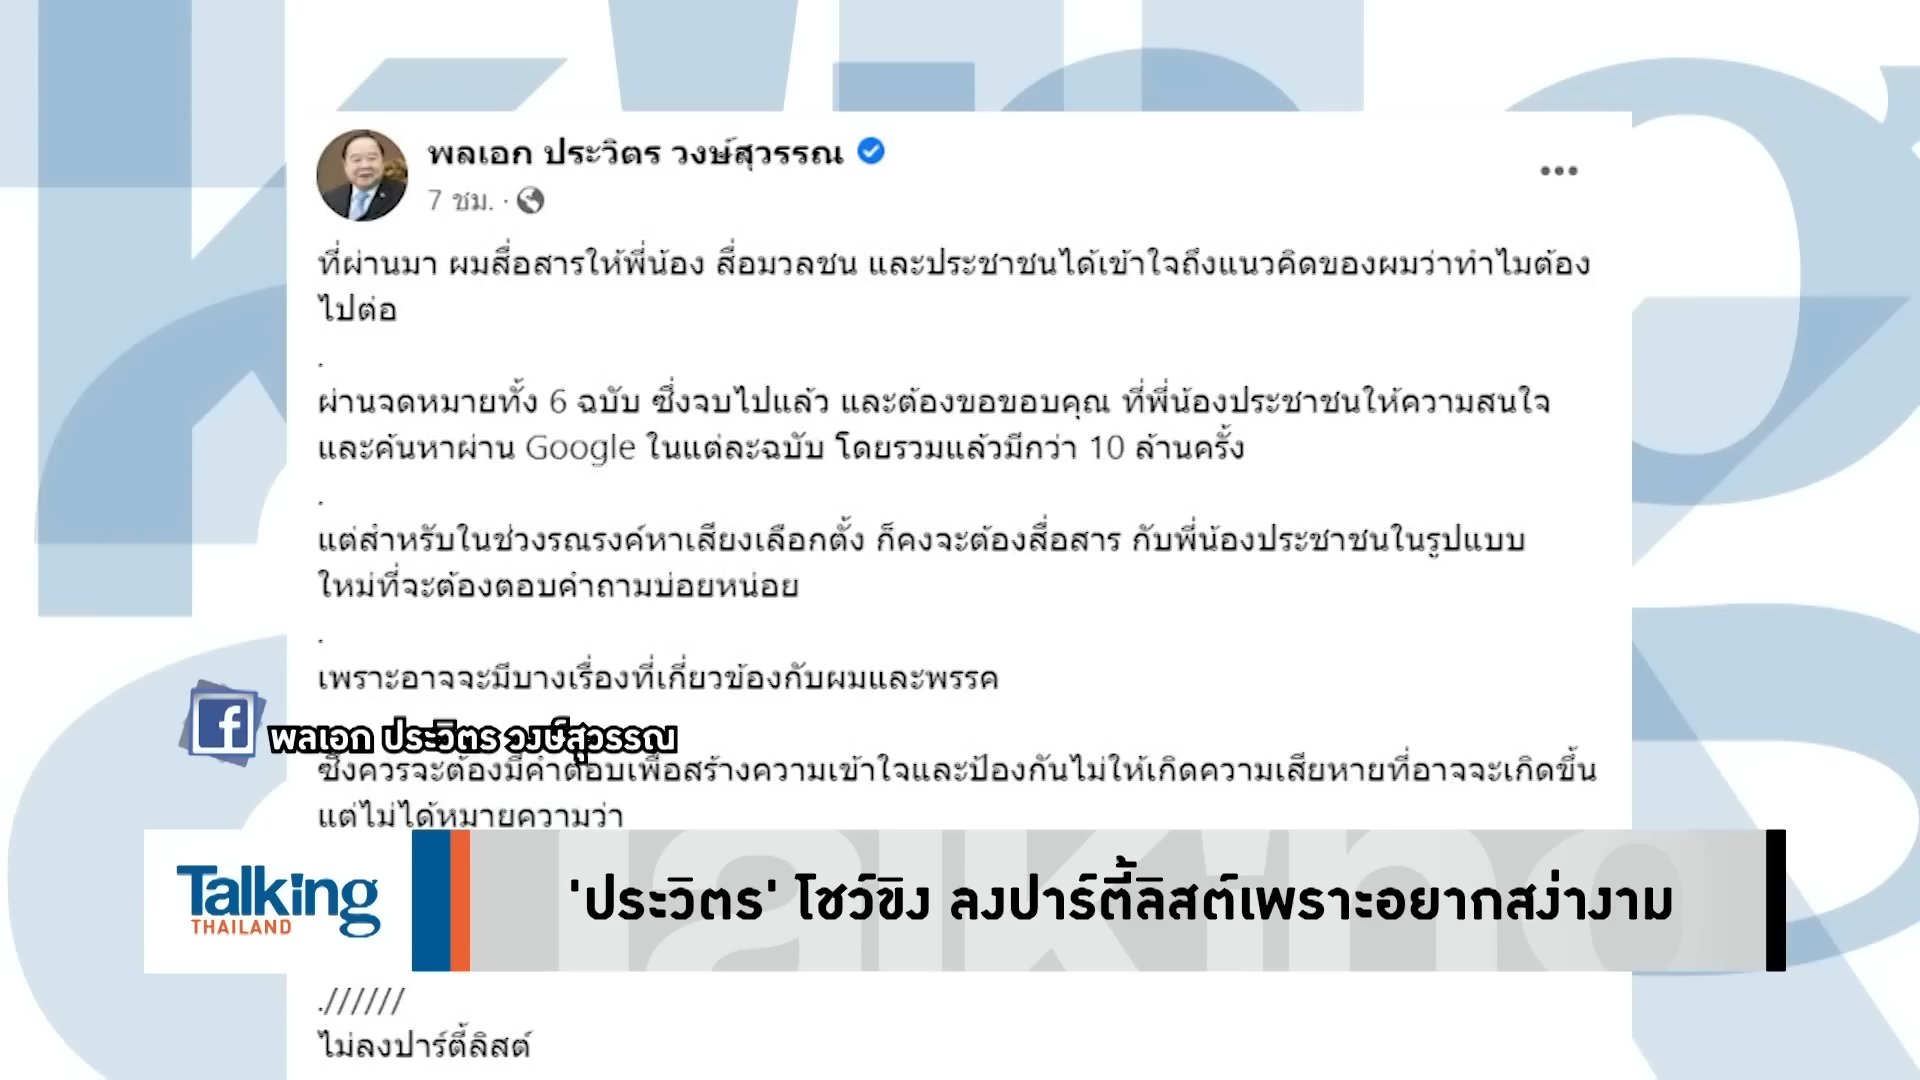 พลเอก ประวิตร วงษ์สุวรรณ
7 ชม. ·
ที่ผ่านมา ผมสื่อสารให้พี่น้อง สื่อมวลชน และประชาชนได้เข้าใจถึงแนวคิดของผมว่าทำไมต้อง
ไปต่อ
.
ผ่านจดหมายทั้ง 6 ฉบับ ซึ่งจบไปแล้ว และต้องขอขอบคุณ ที่พี่น้องประชาชนให้ความสนใจ
และค้นหาผ่าน Google ในแต่ละฉบับ โดยรวมแล้วมีกว่า 10 ล้านครั้ง
.
แต่สำหรับในช่วงรณรงค์หาเสียงเลือกตั้ง ก็คงจะต้องสื่อสาร กับพี่น้องประชาชนในรูปแบบ
ใหม่ที่จะต้องตอบคำถามบ่อยหน่อย
.
เพราะอาจจะมีบางเรื่องที่เกี่ยวข้องกับผมและพรรค
พลเอก ประวิตร วงษ์สุวรรณ
ซึ่งควรจะต้องมีคำตอบเพื่อสร้างความเข้าใจและป้องกันไม่ให้เกิดความเสียหายที่อาจจะเกิดขึ้น
แต่ไม่ได้หมายความว่า
Talking
THAILAND
'ประวิตร' โชว์ขิง ลงปาร์ตี้ลิสต์เพราะอยากสง่างาม
.//////
ไม่ลงปาร์ตี้ลิสต์